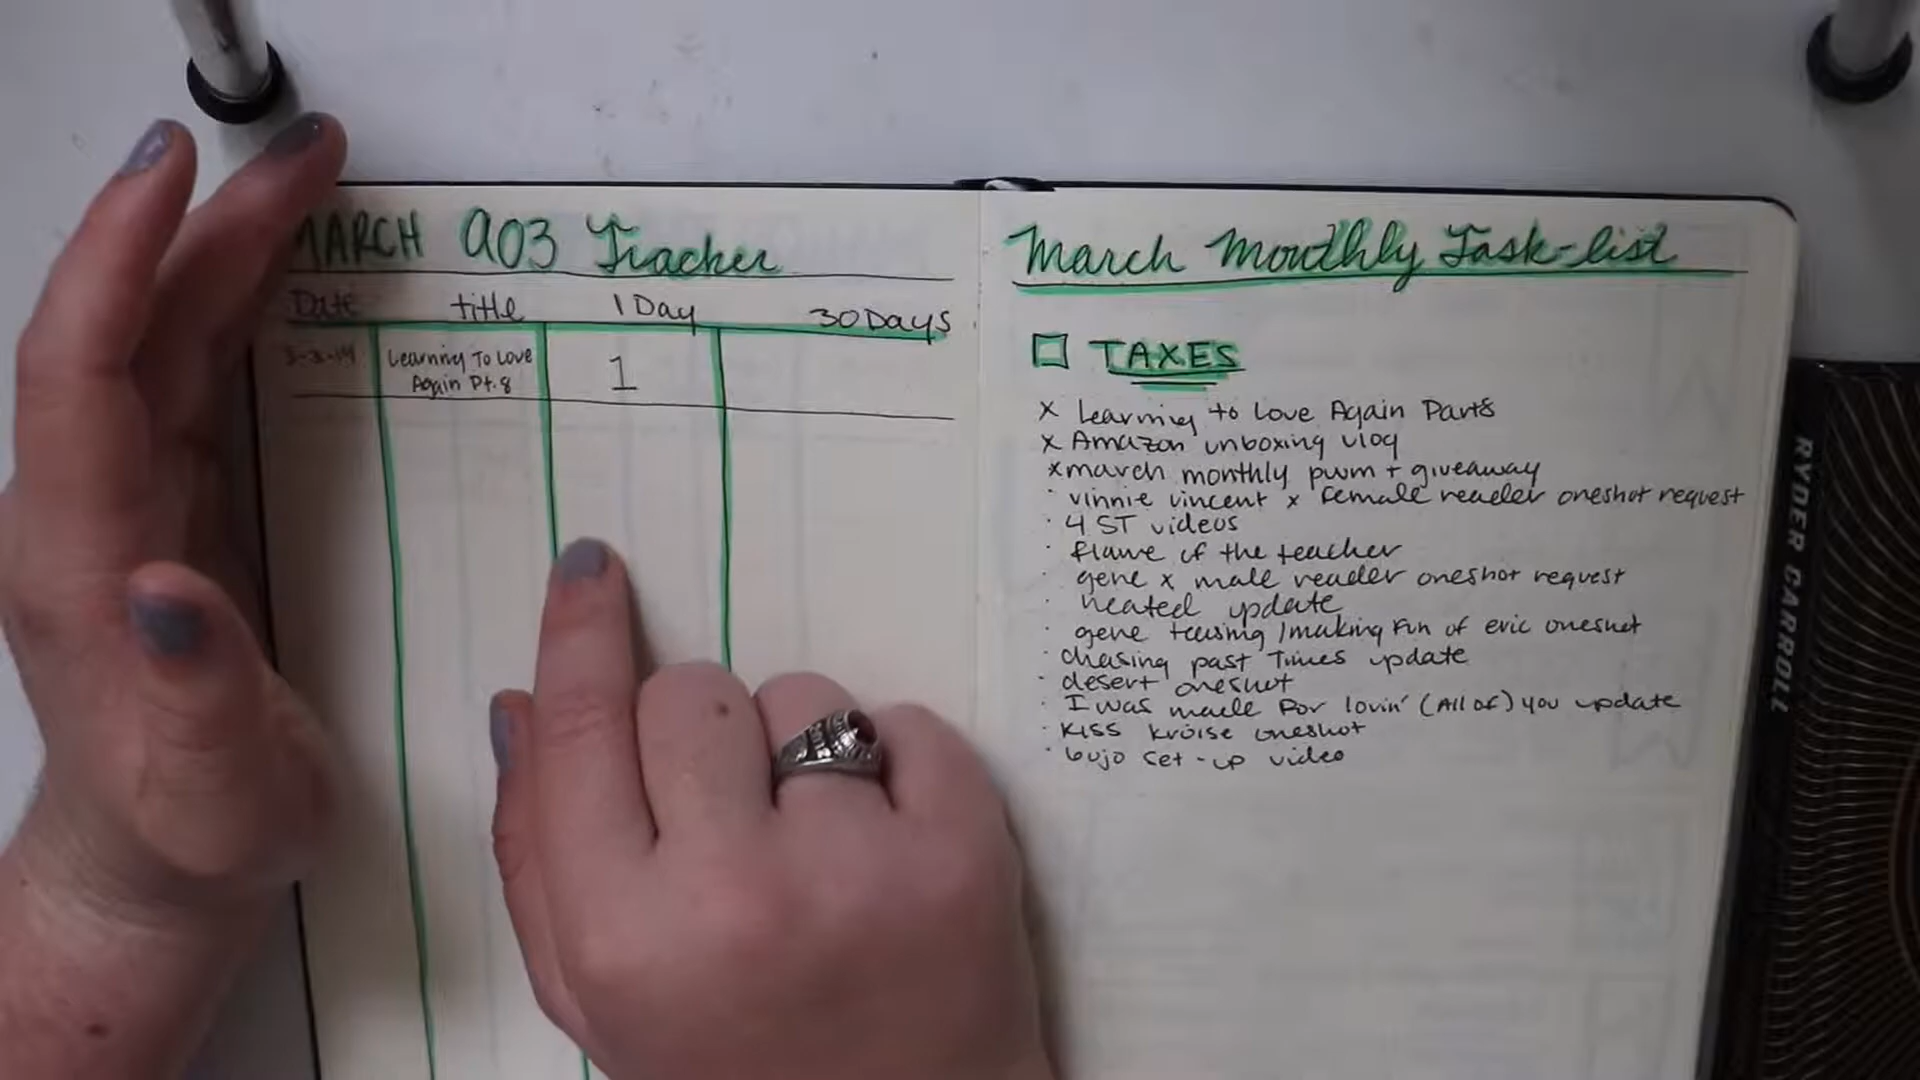 MARCH AO3 Tracker
Date title 1 Day 30 Days
Learning To Love
Again Pt. 8
1
March Monthly Task-list
TAXES
x Learning to Love Again Part 8
x Amazon unboxing vlog
x march monthly pwm + giveaway
· vinnie vincent x female reader oneshot request
· 4 ST videos
· flame of the teacher
· gene x male reader oneshot request
· heated update
· gene teasing / making fun of eric oneshot
· chasing past Times update
· desert oneshot
· I was made for lovin' (All of) you update
· KISS kroise oneshot
· bujo set-up video
RYDER CARROLL